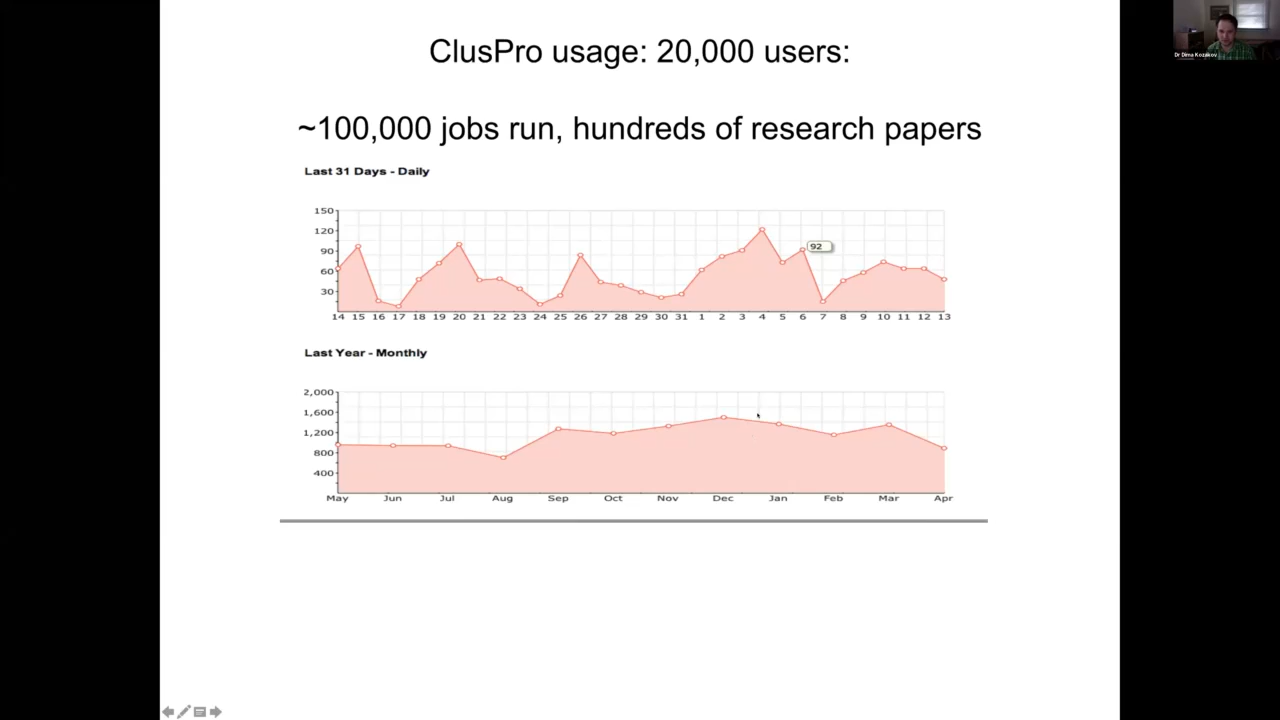 ClusPro usage: 20,000 users:
~100,000 jobs run, hundreds of research papers
Last 31 Days - Daily
150
120
90
60
30
92
14 15 16 17 18 19 20 21 22 23 24 25 26 27 28 29 30 31 1 2 3 4 5 6 7 8 9 10 11 12 13
Last Year - Monthly
2,000
1,600
1,200
800
400
May Jun Jul Aug Sep Oct Nov Dec Jan Feb Mar Apr
Dr Dima Kozakov